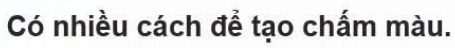 Có nhiều cách để tạo chấm màu.